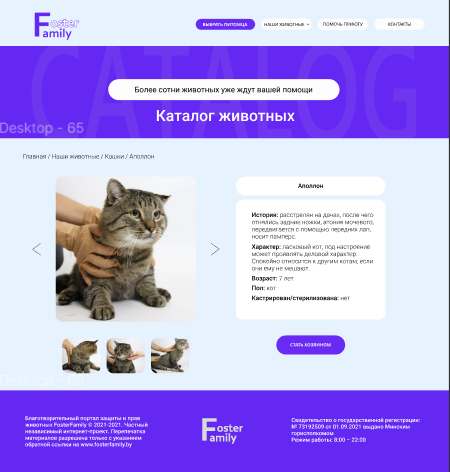 Foster
Family
ВЫБРАТЬ ПИТОМЦА
НАШИ ЖИВОТНЫЕ
ПОМОЧЬ ПРИЮТУ
КОНТАКТЫ
CATALOG
Более сотни животных уже ждут вашей помощи
Каталог животных
Desktop - 65
Главная / Наши животные / Кошки / Аполлон
Аполлон
История: расстрелян на дачах, после чего
отнялись задние ножки, атония мочевого,
передвигается с помощью передних лап,
носит памперс.
Характер: ласковый кот, под настроение
может проявлять деловой характер.
Спокойно относится к другим котам, если
они ему не мешают.
Возраст: 7 лет
Пол: кот
Кастрирован/стерилизована: нет
СТАТЬ ХОЗЯИНОМ
Благотворительный портал защиты и прав
животных FosterFamily © 2021-2021. Частный
независимый интернет-проект. Перепечатка
материалов разрешена только с указанием
обратной ссылки на www.fosterfamily.by
Foster
Family
Свидетельство о государственной регистрации:
№ 73192509 от 01.09.2021 выдано Минским
горисполкомом
Режим работы: 8:00 – 22:00